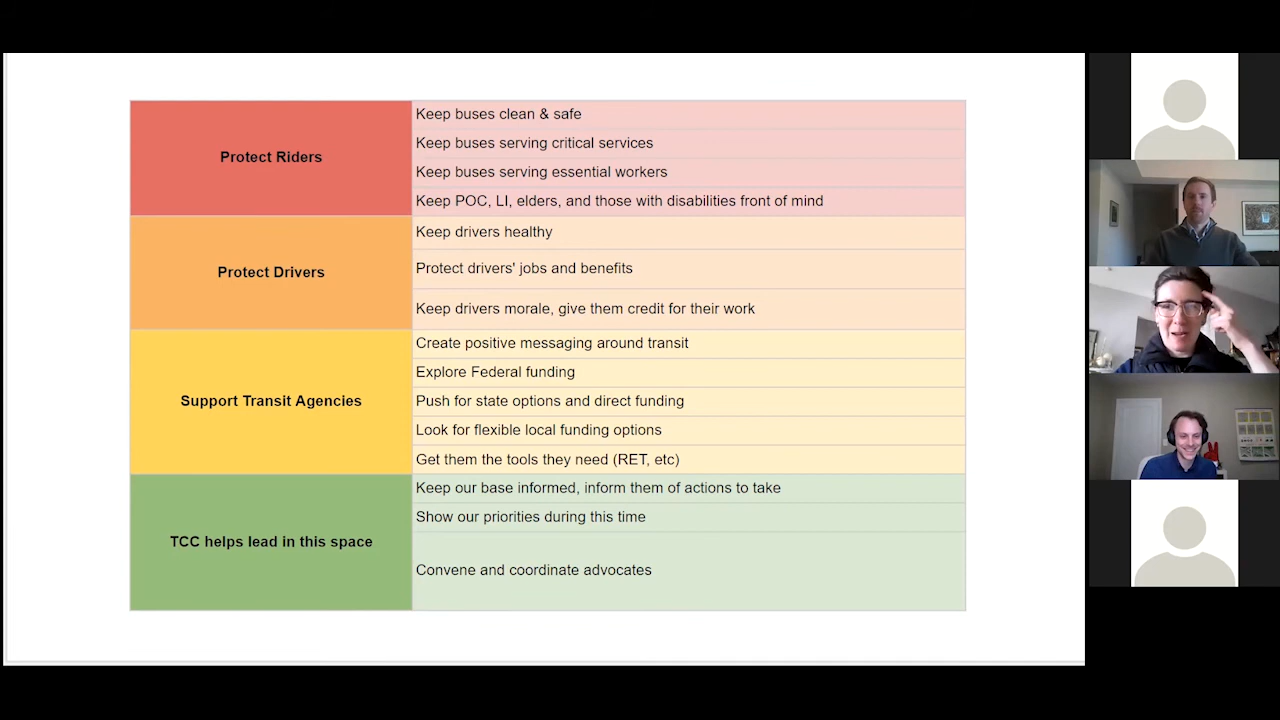 Protect Riders
Keep buses clean & safe
Keep buses serving critical services
Keep buses serving essential workers
Keep POC, LI, elders, and those with disabilities front of mind
Protect Drivers
Keep drivers healthy
Protect drivers' jobs and benefits
Keep drivers morale, give them credit for their work
Support Transit Agencies
Create positive messaging around transit
Explore Federal funding
Push for state options and direct funding
Look for flexible local funding options
Get them the tools they need (RET, etc)
TCC helps lead in this space
Keep our base informed, inform them of actions to take
Show our priorities during this time
Convene and coordinate advocates